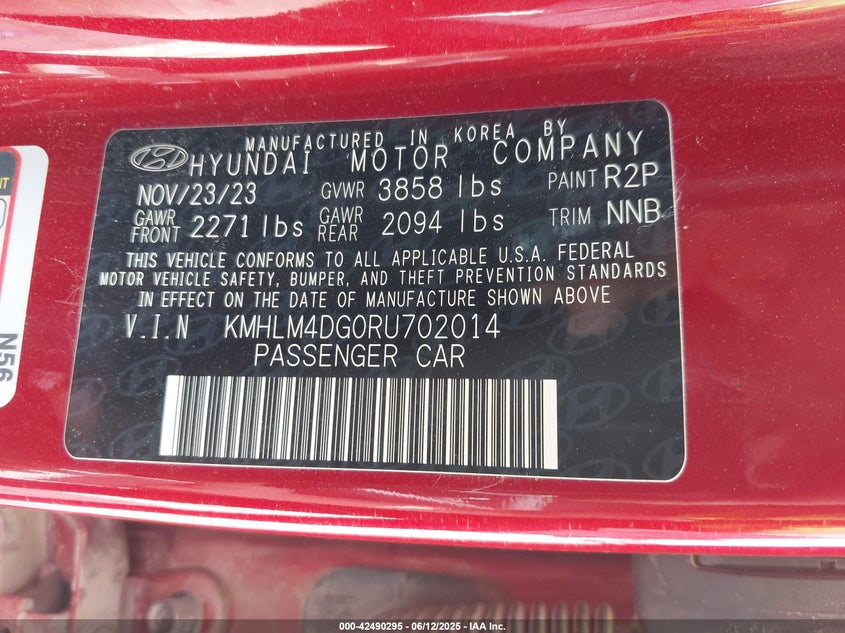 MANUFACTURED IN KOREA BY
HYUNDAI MOTOR COMPANY
NOV/23/23 GVWR 3858 lbs PAINT R2P
GAWR FRONT 2271 lbs GAWR REAR 2094 lbs TRIM NNB
THIS VEHICLE CONFORMS TO ALL APPLICABLE U.S.A. FEDERAL
MOTOR VEHICLE SAFETY, BUMPER, AND THEFT PREVENTION STANDARDS
IN EFFECT ON THE DATE OF MANUFACTURE SHOWN ABOVE
V.I.N KMHLM4DG0RU702014
PASSENGER CAR
N56
000-42490295 - 06/12/2025 - IAA Inc.